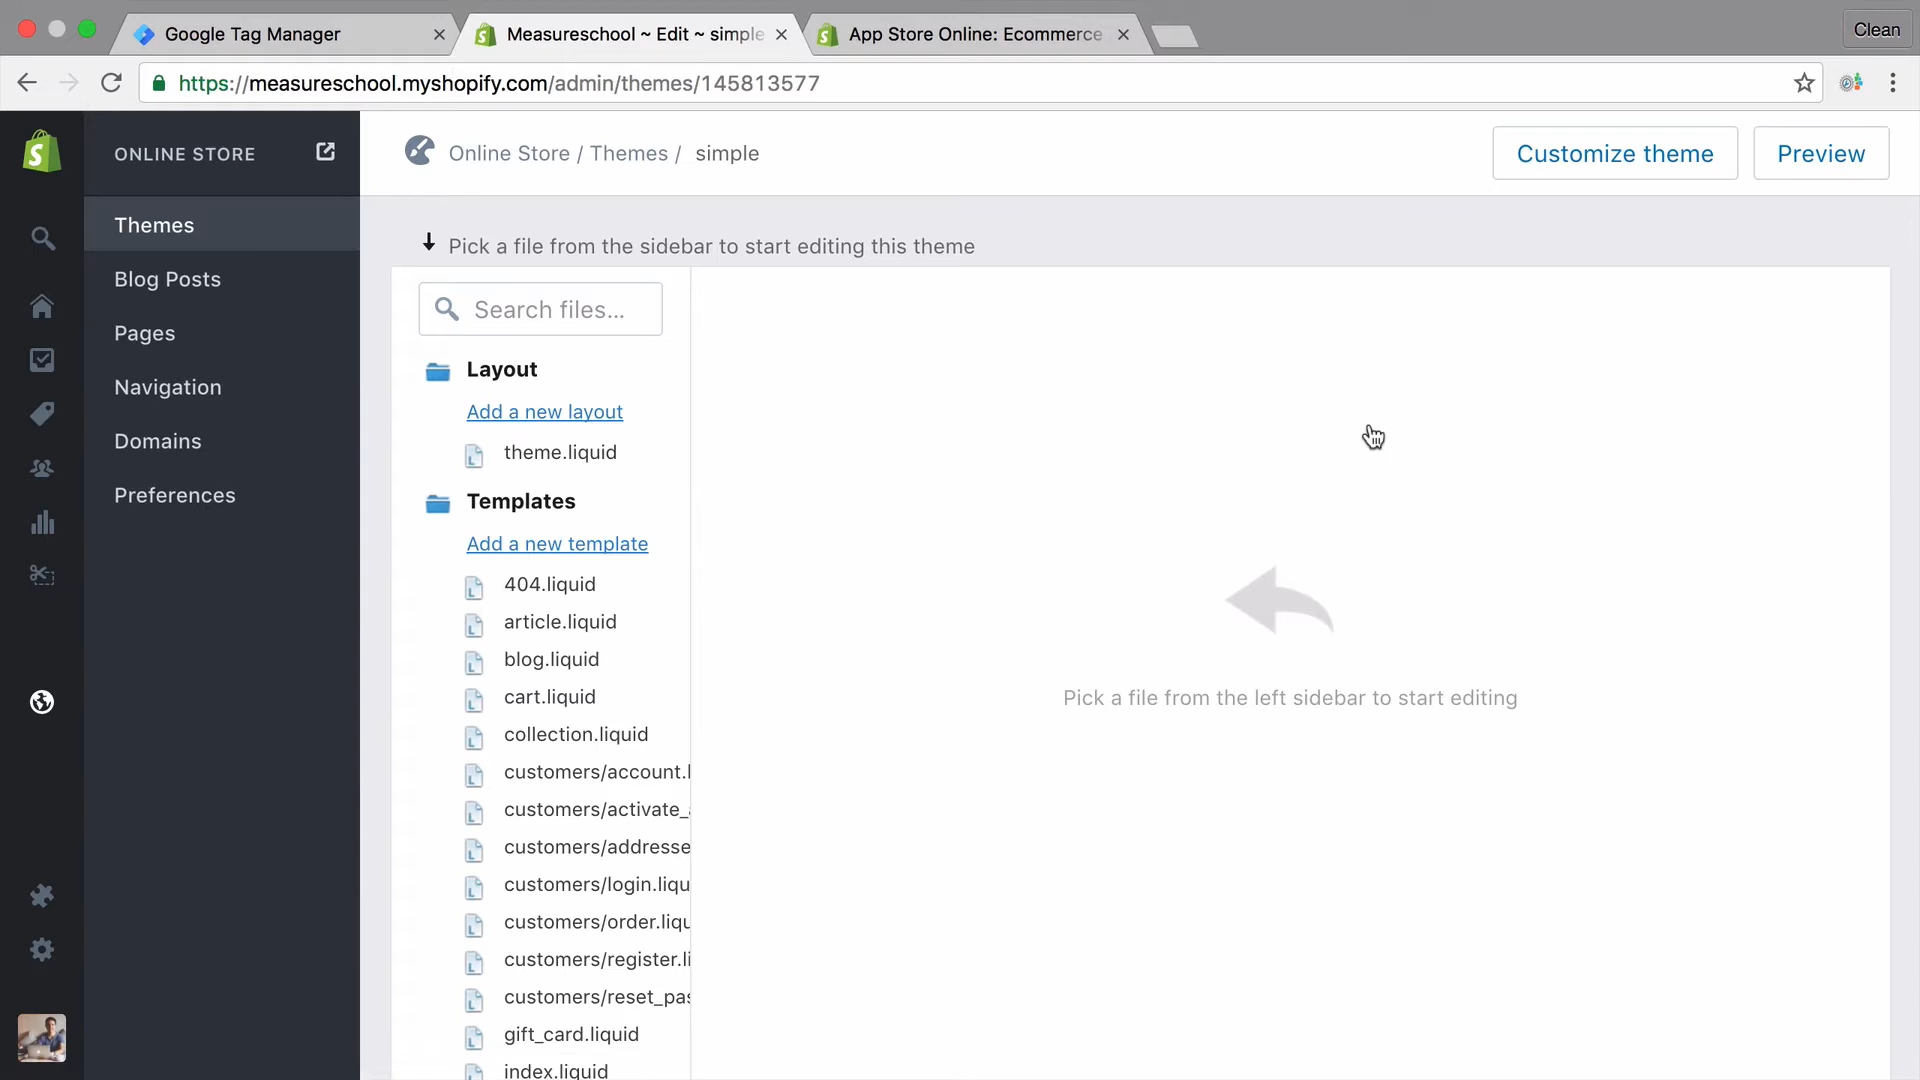 Google Tag Manager
Measureschool ~ Edit ~ simple
App Store Online: Ecommerce
Clean
https://measureschool.myshopify.com/admin/themes/145813577
ONLINE STORE
Online Store / Themes / simple
Customize theme
Preview
Themes
Blog Posts
Pages
Navigation
Domains
Preferences
Pick a file from the sidebar to start editing this theme
Search files...
Layout
Add a new layout
theme.liquid
Templates
Add a new template
404.liquid
article.liquid
blog.liquid
cart.liquid
collection.liquid
customers/account.l
customers/activate_a
customers/addresse
customers/login.liqu
customers/order.liqu
customers/register.li
customers/reset_pas
gift_card.liquid
index.liquid
Pick a file from the left sidebar to start editing